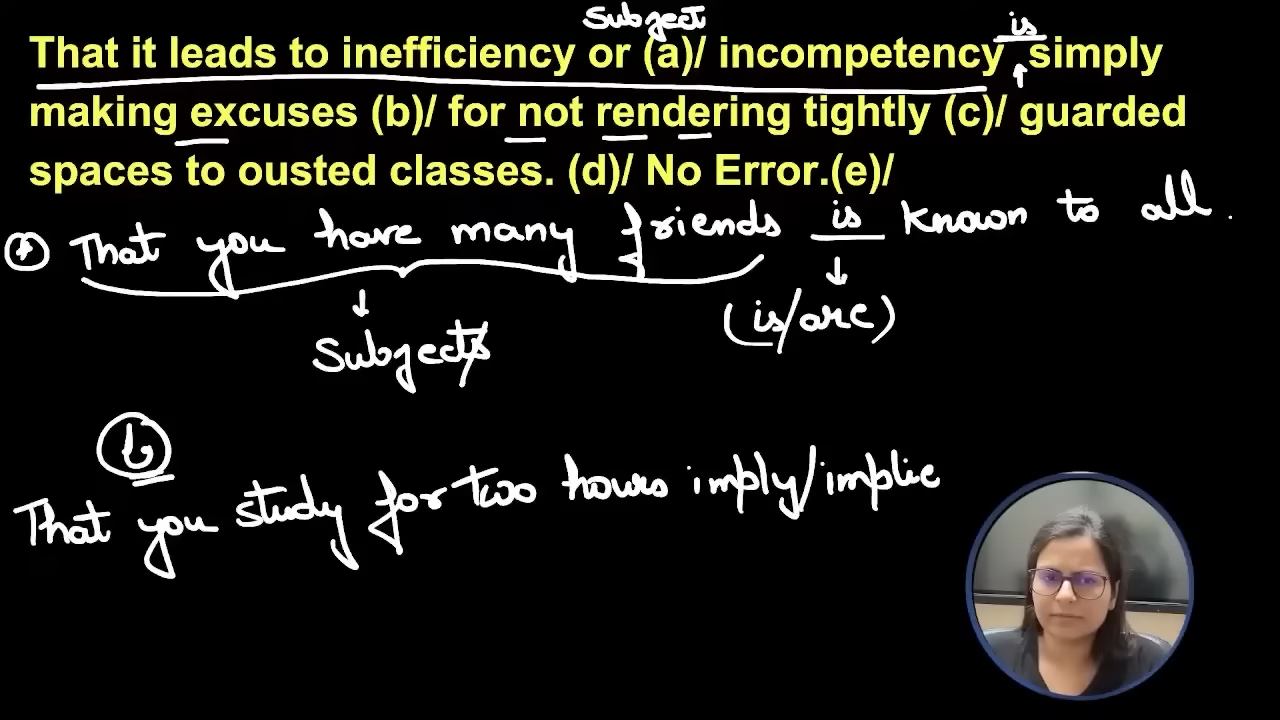 Subject
is
That it leads to inefficiency or (a)/ incompetency simply
making excuses (b)/ for not rendering tightly (c)/ guarded
spaces to ousted classes. (d)/ No Error.(e)/
That you have many friends is known to all.
Subjects
(is/are)
b
That you study for two hours imply/implie